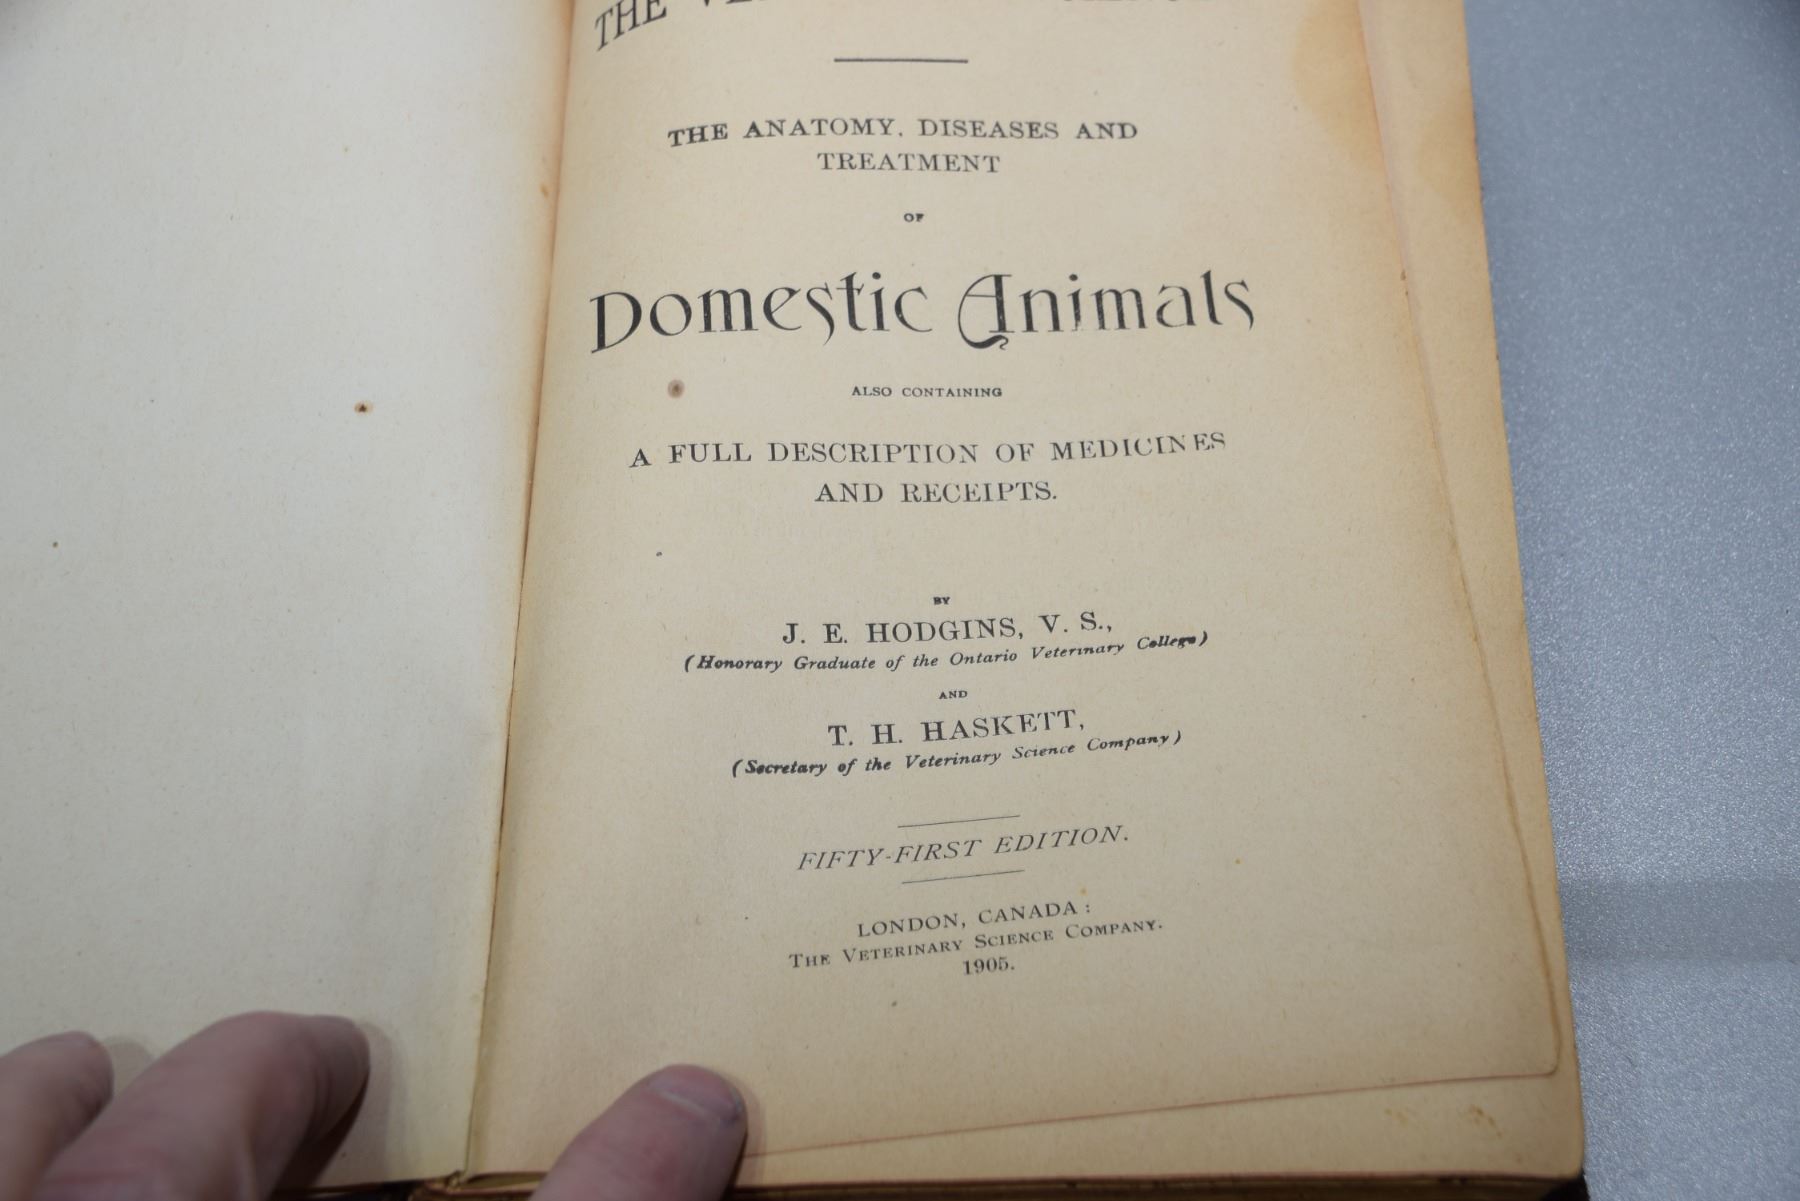 THE
THE ANATOMY, DISEASES AND
TREATMENT
OF
Domestic Animals
ALSO CONTAINING
A FULL DESCRIPTION OF MEDICINES
AND RECEIPTS.
BY
J. E. HODGINS, V. S.,
(Honorary Graduate of the Ontario Veterinary College)
AND
T. H. HASKETT,
(Secretary of the Veterinary Science Company)
FIFTY-FIRST EDITION.
LONDON, CANADA:
THE VETERINARY SCIENCE COMPANY.
1905.